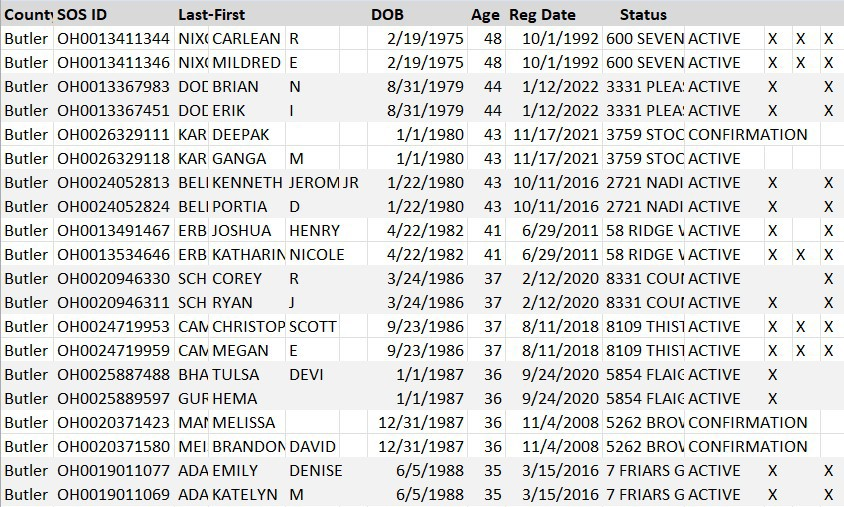 County SOS ID Last-First DOB Age Reg Date Status
Butler OH0013411344 NIX CARLEAN R 2/19/1975 48 10/1/1992 600 SEVEN ACTIVE X X X
Butler OH0013411346 NIX MILDRED E 2/19/1975 48 10/1/1992 600 SEVEN ACTIVE X X X
Butler OH0013367983 DOD BRIAN N 8/31/1979 44 1/12/2022 3331 PLEA ACTIVE X X
Butler OH0013367451 DOD ERIK I 8/31/1979 44 1/12/2022 3331 PLEA ACTIVE X X
Butler OH0026329111 KAR DEEPAK 1/1/1980 43 11/17/2021 3759 STOC CONFIRMATION
Butler OH0026329118 KAR GANGA M 1/1/1980 43 11/17/2021 3759 STOC ACTIVE
Butler OH0024052813 BEL KENNETH JEROM JR 1/22/1980 43 10/11/2016 2721 NADI ACTIVE X X
Butler OH0024052824 BEL PORTIA D 1/22/1980 43 10/11/2016 2721 NADI ACTIVE X X
Butler OH0013491467 ERB JOSHUA HENRY 4/22/1982 41 6/29/2011 58 RIDGE ACTIVE X X
Butler OH0013534646 ERB KATHARIN NICOLE 4/22/1982 41 6/29/2011 58 RIDGE ACTIVE X X X
Butler OH0020946330 SCH COREY R 3/24/1986 37 2/12/2020 8331 COU ACTIVE X
Butler OH0020946311 SCH RYAN J 3/24/1986 37 2/12/2020 8331 COU ACTIVE X X
Butler OH0024719953 CAM CHRISTOP SCOTT 9/23/1986 37 8/11/2018 8109 THIST ACTIVE X X X
Butler OH0024719959 CAM MEGAN E 9/23/1986 37 8/11/2018 8109 THIST ACTIVE X X X
Butler OH0025887488 BHA TULSA DEVI 1/1/1987 36 9/24/2020 5854 FLAIG ACTIVE X
Butler OH0025889597 GUR HEMA 1/1/1987 36 9/24/2020 5854 FLAIG ACTIVE X
Butler OH0020371423 MAN MELISSA 12/31/1987 36 11/4/2008 5262 BRO CONFIRMATION
Butler OH0020371580 MEI BRANDON DAVID 12/31/1987 36 11/4/2008 5262 BRO CONFIRMATION
Butler OH0019011077 ADA EMILY DENISE 6/5/1988 35 3/15/2016 7 FRIARS G ACTIVE X X
Butler OH0019011069 ADA KATELYN M 6/5/1988 35 3/15/2016 7 FRIARS G ACTIVE X X